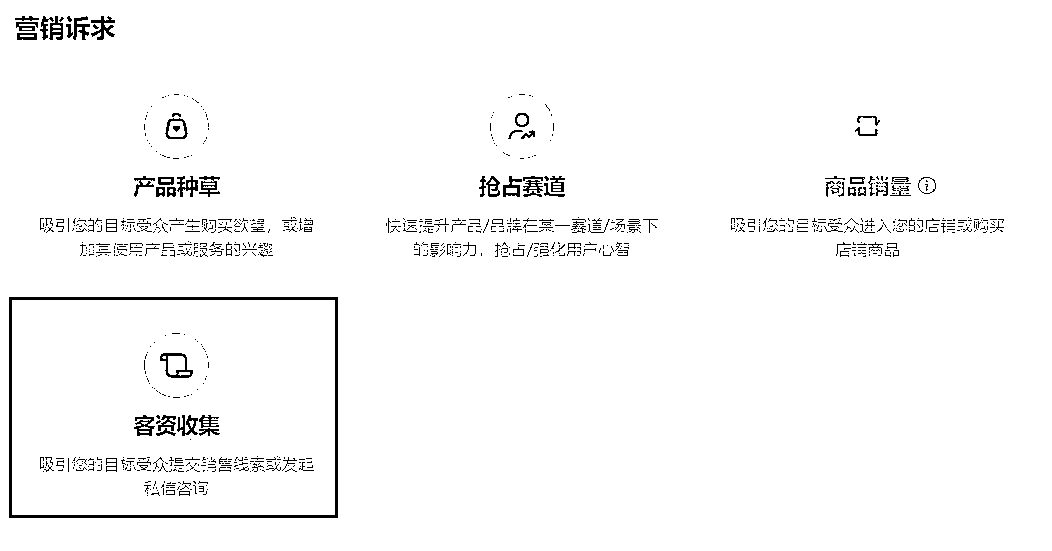 营销诉求
产品种草
吸引您的目标受众产生购买欲望，或增
加其使用产品或服务的兴趣
抢占赛道
快速提升产品/品牌在某一赛道/场景下
的影响力，抢占/强化用户心智
商品销量
吸引您的目标受众进入您的店铺或购买
店铺商品
客资收集
吸引您的目标受众提交销售线索或发起
私信咨询